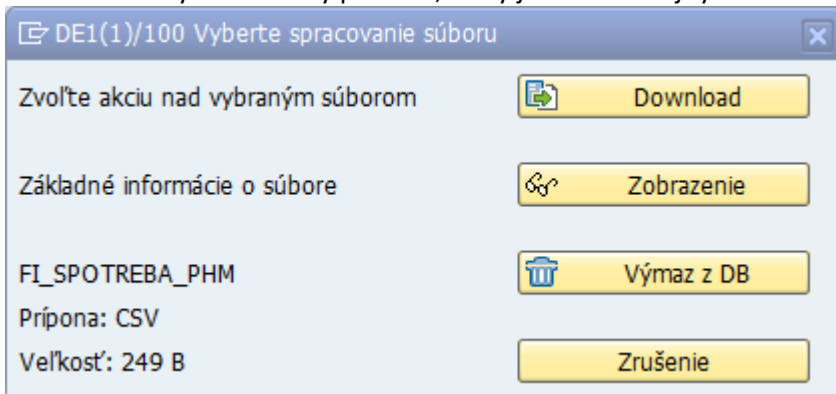 DE1(1)/100 Vyberte spracovanie súboru
Zvoľte akciu nad vybraným súborom Download
Základné informácie o súbore Zobrazenie
FI_SPOTREBA_PHM Výmaz z DB
Prípona: CSV
Veľkosť: 249 B Zrušenie